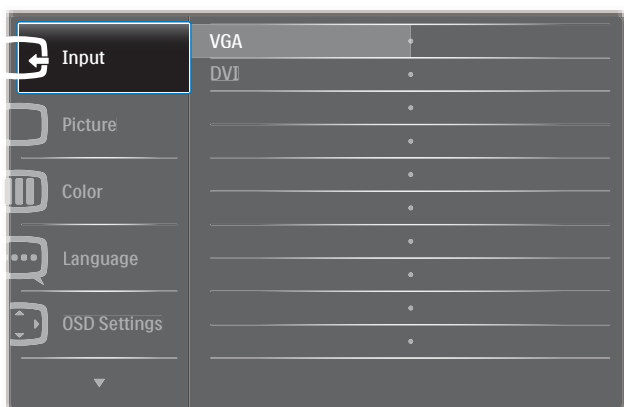 Input
VGA
DVI
Picture
Color
Language
OSD Settings